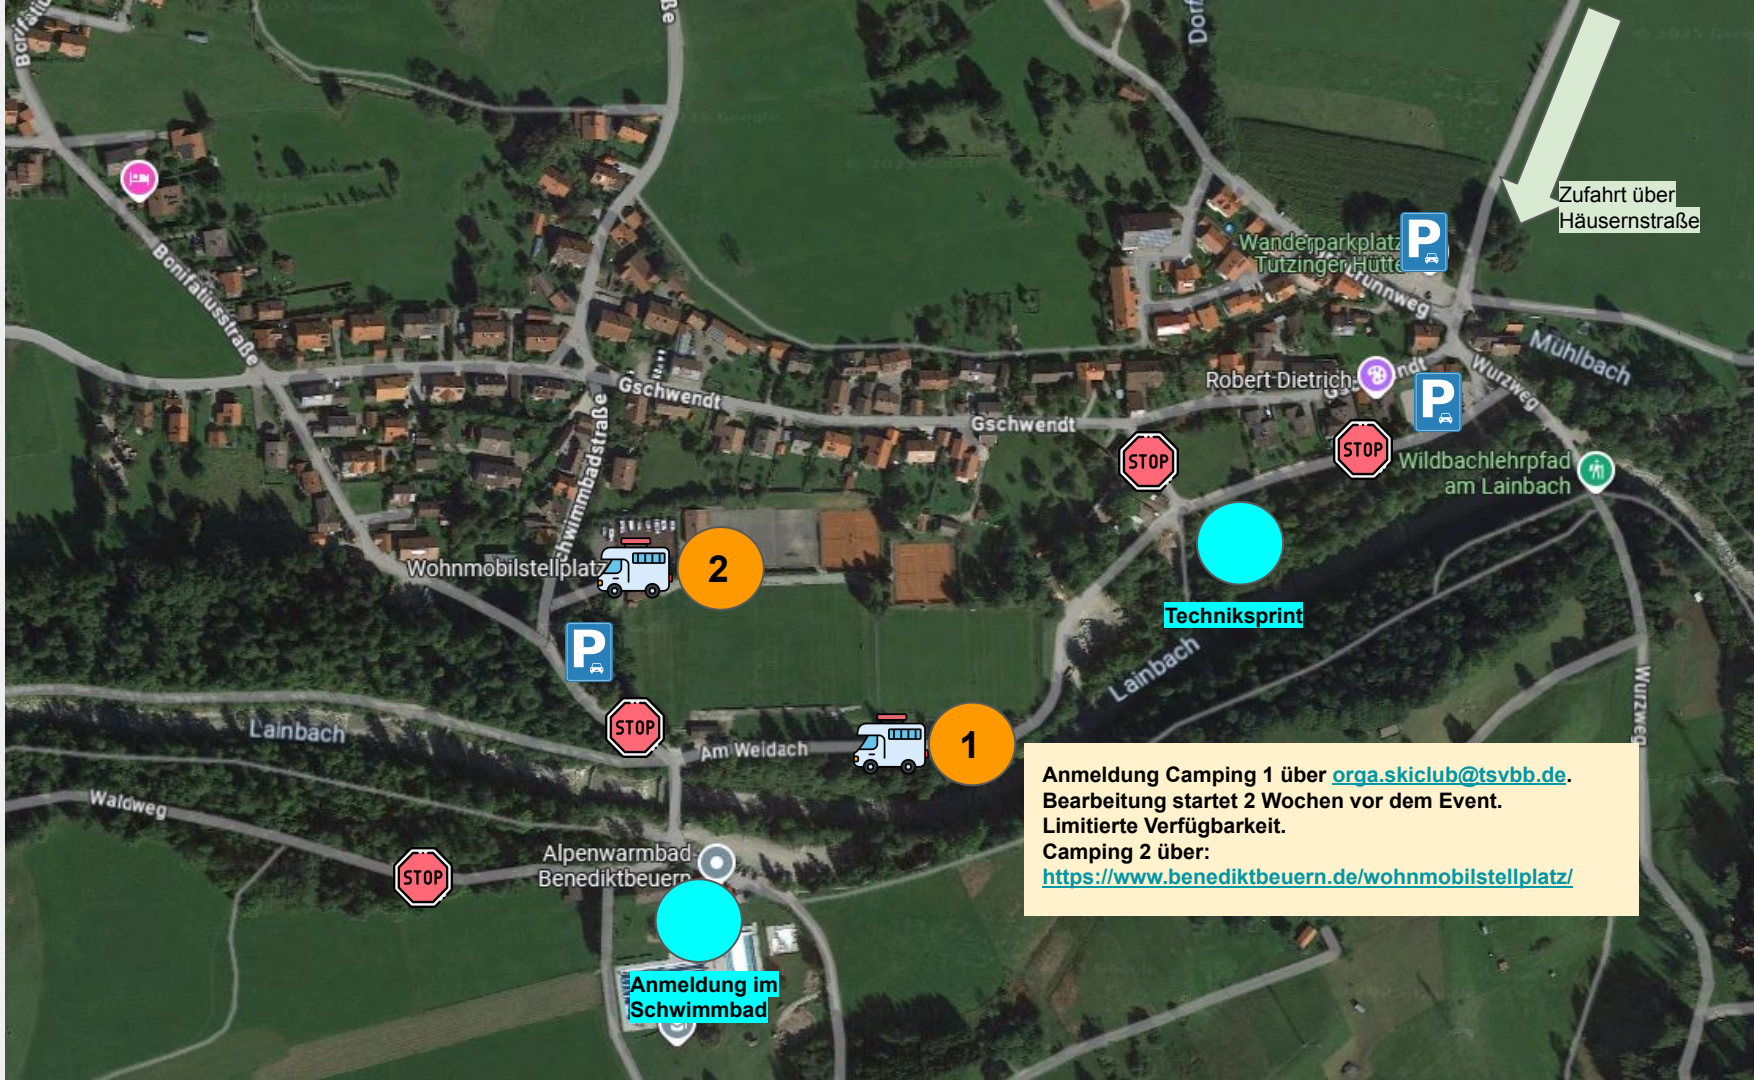 Bonifatiusstraße
Dorf
Zufahrt über
Häusernstraße
P
Wanderparkplatz
Tutzinger Hütte
Mühlbach
Bonifatiusstraße
Gschwendt
Schwimmbadstraße
Gschwendt
Robert Dietrich
P
Wurzweg
STOP
STOP
Wildbachlehrpfad
am Lainbach
Wohnmobilstellplatz
2
Techniksprint
P
Lainbach
Wurzweg
STOP
Lainbach
Am Weidach
1
Anmeldung Camping 1 über orga.skiclub@tsvbb.de.
Bearbeitung startet 2 Wochen vor dem Event.
Limitierte Verfügbarkeit.
Camping 2 über:
https://www.benediktbeuern.de/wohnmobilstellplatz/
Waldweg
STOP
Alpenwarmbad
Benediktbeuern
Anmeldung im
Schwimmbad